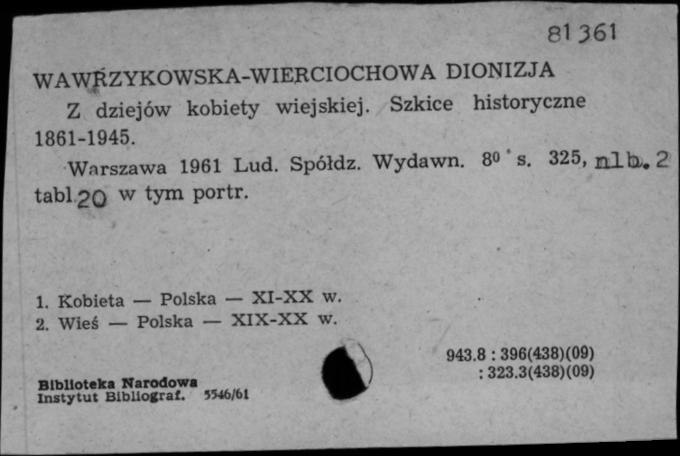 81 361
WAWRZYKOWSKA-WIERCIOCHOWA DIONIZJA
Z dziejów kobiety wiejskiej. Szkice historyczne
1861-1945.
Warszawa 1961 Lud. Spółdz. Wydawn. 8⁰ s. 325, nlb. 2
tabl. 20 w tym portr.
1. Kobieta — Polska — XI-XX w.
2. Wieś — Polska — XIX-XX w.
943.8 : 396(438)(09)
: 323.3(438)(09)
Biblioteka Narodowa
Instytut Bibliograf. 5546/61